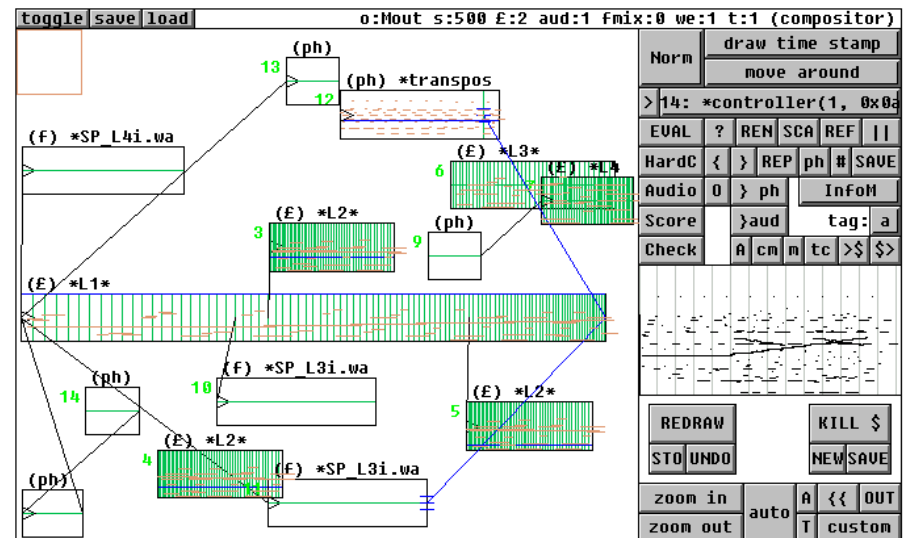 toggle save load o:Mout s:500 £:2 aud:1 fmix:0 we:1 t:1 (compositor)
(ph)
13
(ph) *transpos
12
(f) *SP_L4i.wa
(£) *L3*
6
(£) *L4
(£) *L2*
3
(ph)
9
(£) *L1*
(ph)
14
(f) *SP_L3i.wa
10
(£) *L2*
5
(£) *L2*
4
(f) *SP_L3i.wa
(ph)
Norm
draw time stamp
move around
> 14: *controller(1, 0x0a
EVAL ? REN SCA REF ||
HardC { } REP ph # SAVE
Audio 0 } ph InfoM
Score }aud tag: a
Check A cm m tc >$ $>
REDRAW KILL $
STO UNDO NEW SAVE
zoom in auto A {{ OUT
zoom out T custom